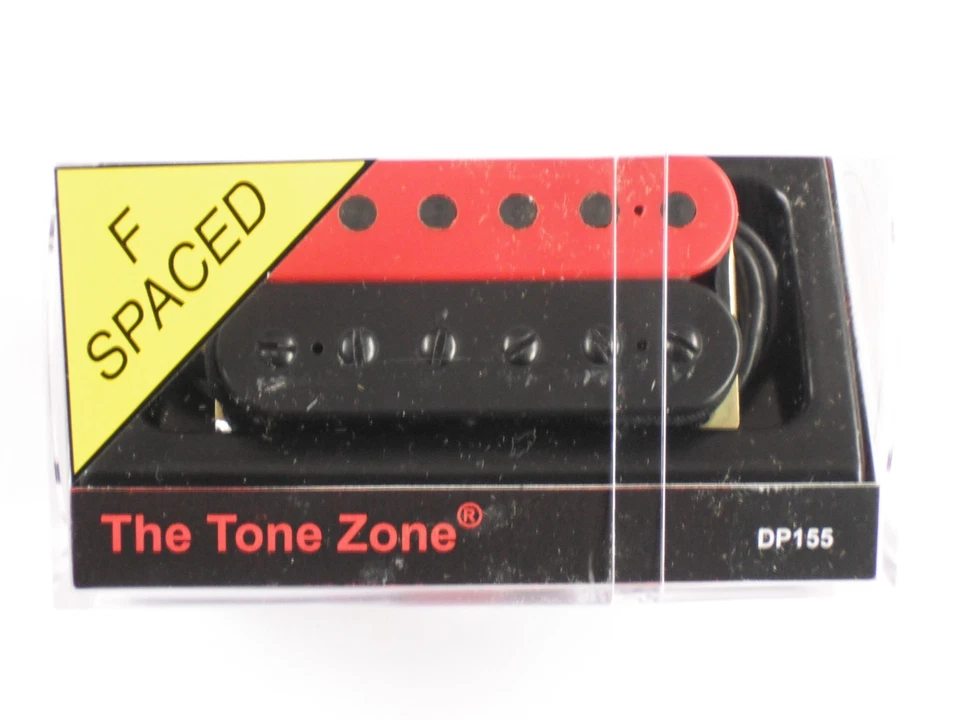 F
SPACED
The Tone Zone®
DP155